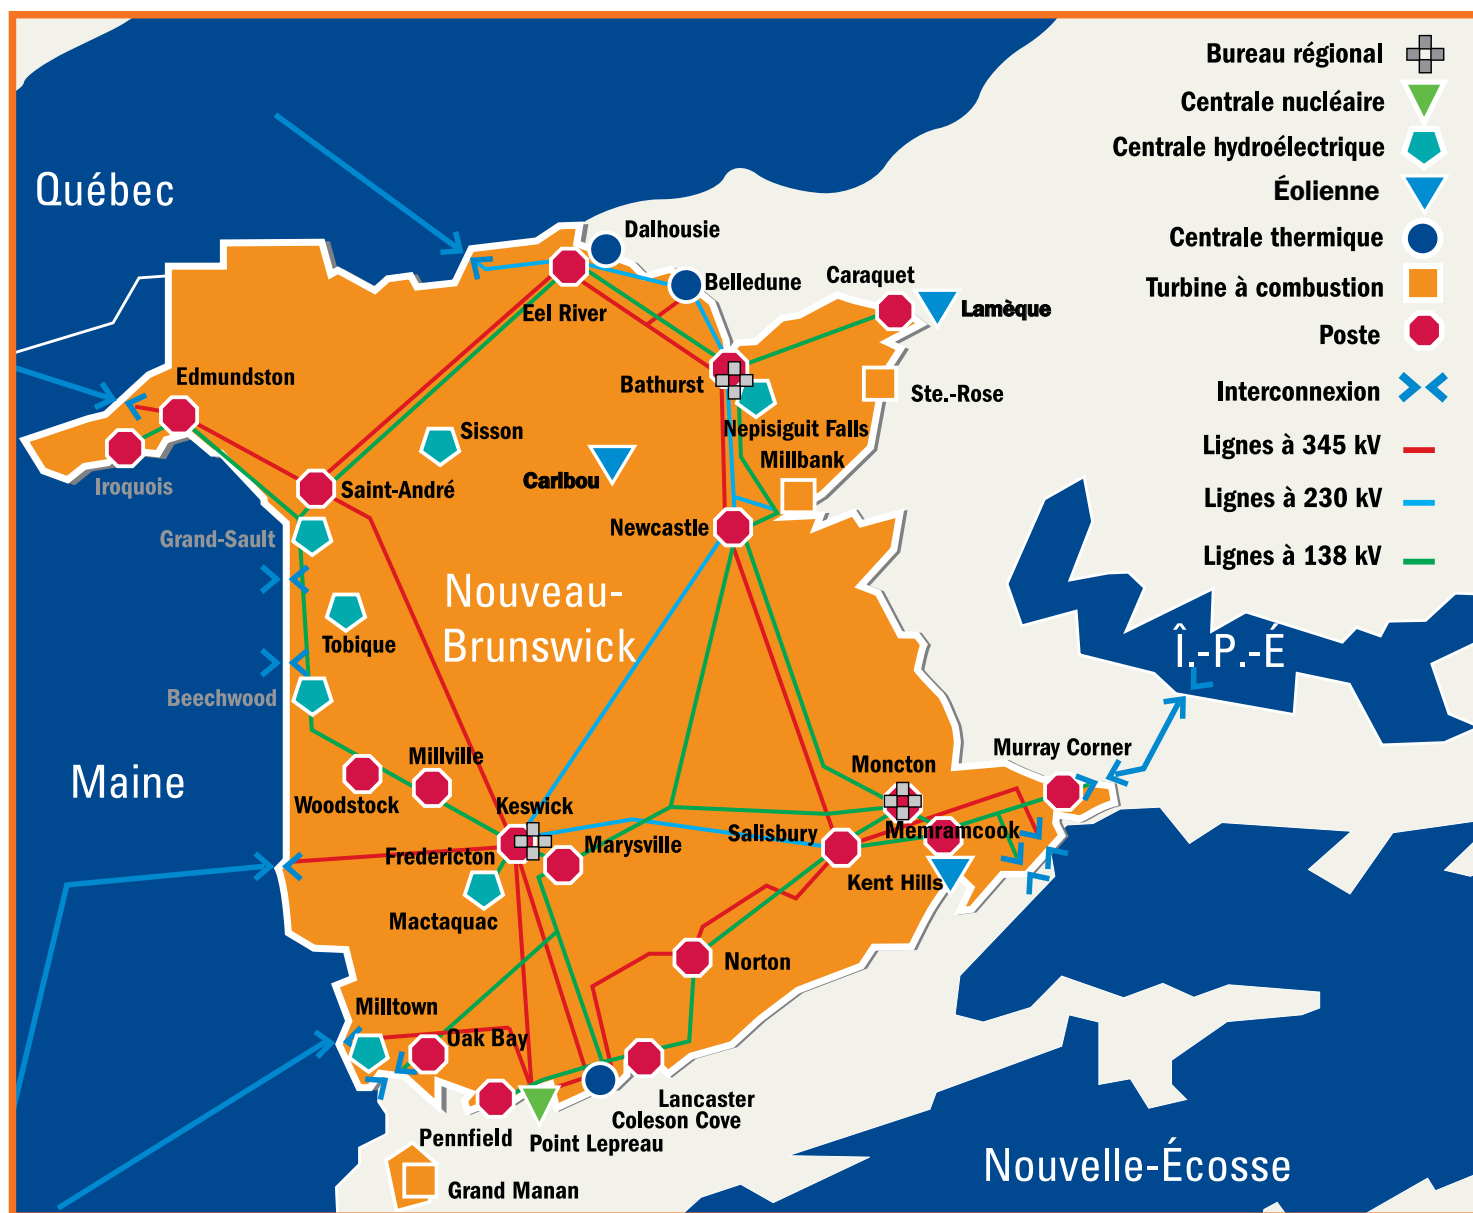 Bureau régional
Centrale nucléaire
Centrale hydroélectrique
Éolienne
Centrale thermique
Turbine à combustion
Poste
Interconnexion
Lignes à 345 kV
Lignes à 230 kV
Lignes à 138 kV
Québec
Dalhousie
Belledune
Caraquet
Lamèque
Eel River
Edmundston
Bathurst
Ste.-Rose
Sisson
Nepisiguit Falls
Millbank
Caribou
Iroquois
Saint-André
Newcastle
Grand-Sault
Nouveau-
Brunswick
Tobique
Î.-P.-É
Beechwood
Maine
Millville
Murray Corner
Moncton
Woodstock
Keswick
Salisbury
Memramcook
Marysville
Fredericton
Kent Hills
Mactaquac
Norton
Milltown
Oak Bay
Lancaster
Coleson Cove
Pennfield
Point Lepreau
Nouvelle-Écosse
Grand Manan